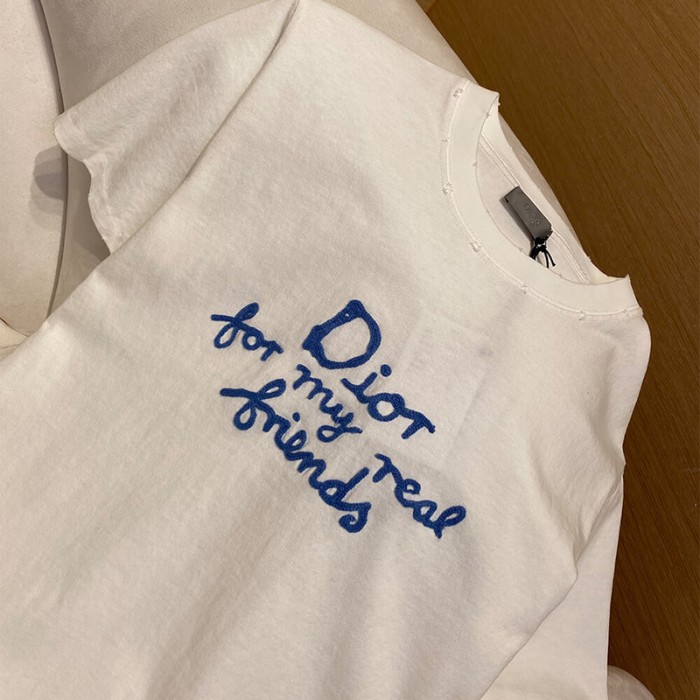 Dior
for my real
friends